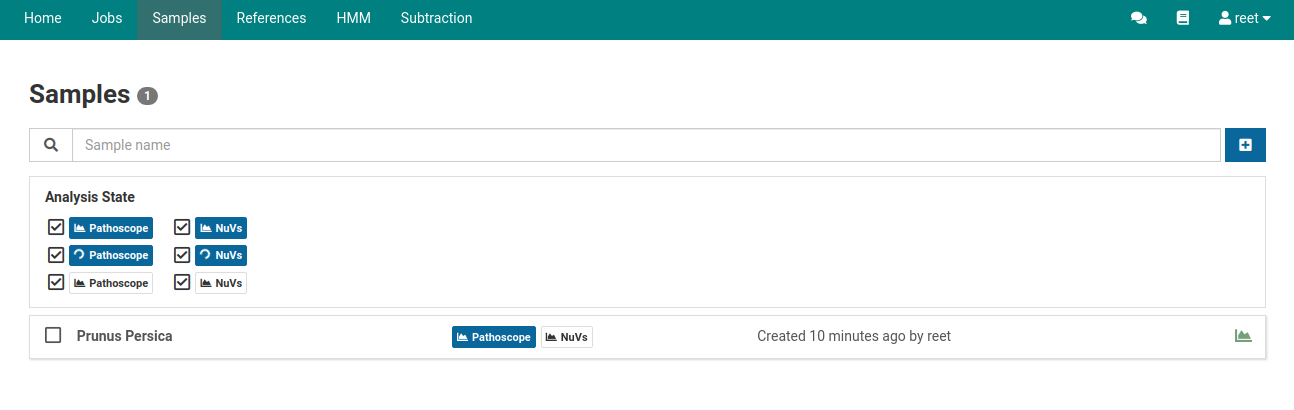 Home Jobs Samples References HMM Subtraction reet
Samples 1
Sample name
Analysis State
Pathoscope NuVs
Pathoscope NuVs
Pathoscope NuVs
Prunus Persica Pathoscope NuVs Created 10 minutes ago by reet